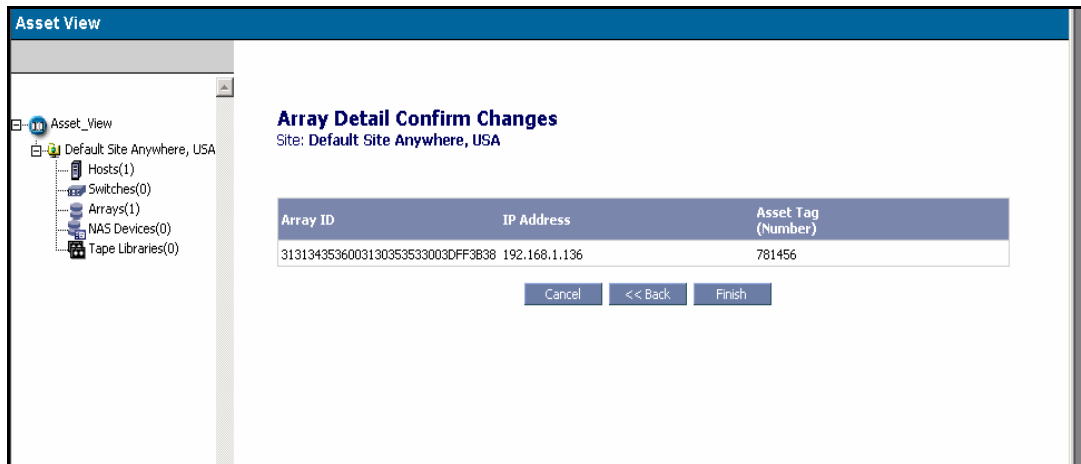 Asset View
Asset_View
Default Site Anywhere, USA
Hosts(1)
Switches(0)
Arrays(1)
NAS Devices(0)
Tape Libraries(0)
Array Detail Confirm Changes
Site: Default Site Anywhere, USA
Array ID IP Address Asset Tag (Number)
3131343536003130353533003DFF3B38 192.168.1.136 781456
Cancel << Back Finish